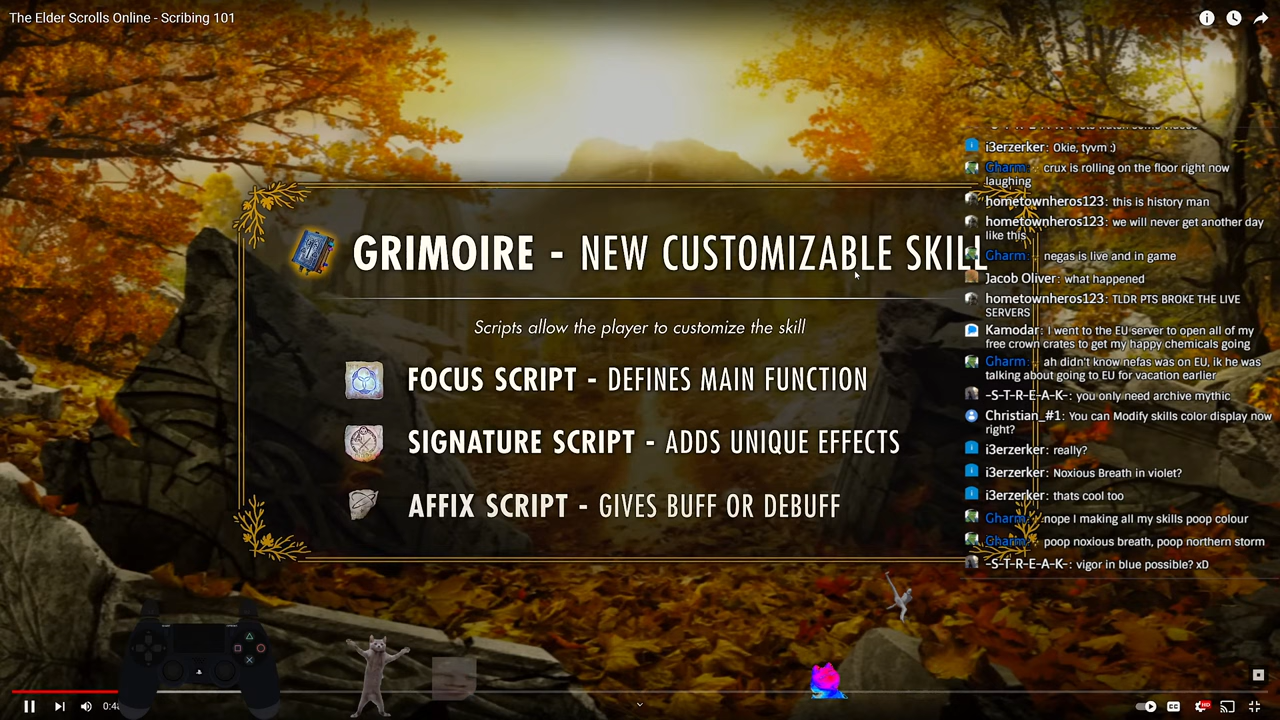 The Elder Scrolls Online - Scribing 101
GRIMOIRE - NEW CUSTOMIZABLE SKILL
Scripts allow the player to customize the skill
FOCUS SCRIPT - DEFINES MAIN FUNCTION
SIGNATURE SCRIPT - ADDS UNIQUE EFFECTS
AFFIX SCRIPT - GIVES BUFF OR DEBUFF
i3erzerker: Okie, tyvm :)
Gharm: crux is rolling on the floor right now
laughing
hometownheros123: this is history man
hometownheros123: we will never get another day
like this
Gharm: negas is live and in game
Jacob Oliver: what happened
hometownheros123: TLDR PTS BROKE THE LIVE
SERVERS
Kamodar: I went to the EU server to open all of my
free crown crates to get my happy chemicals going
Gharm: ah didn't know nefas was on EU, ik he was
talking about going to EU for vacation earlier
-S-T-R-E-A-K-: you only need archive mythic
Christian_#1: You can Modify skills color display now
right?
i3erzerker: really?
i3erzerker: Noxious Breath in violet?
i3erzerker: thats cool too
Gharm: nope I making all my skills poop colour
Gharm: poop noxious breath, poop northern storm
-S-T-R-E-A-K-: vigor in blue possible? xD
CC
HD